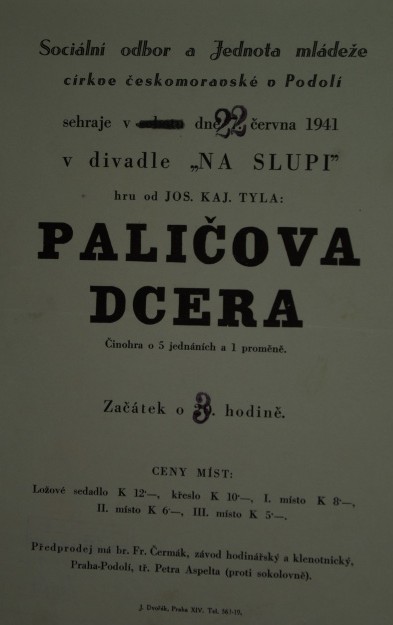 Sociální odbor a Jednota mládeže
církve českomoravské v Podolí
sehraje v dne 22. června 1941
v divadle „NA SLUPI”
hru od JOS. KAJ. TYLA:
PALIČOVA
DCERA
Činohra o 5 jednáních a 1 proměně.
Začátek o 3. hodině.
CENY MÍST:
Ložové sedadlo K 12·—, křeslo K 10·—, I. místo K 8·—,
II. místo K 6·—, III. místo K 5·—.
Předprodej má br. Fr. Čermák, závod hodinářský a klenotnický,
Praha-Podolí, tř. Petra Aspelta (proti sokolovně).
J. Dvořák, Praha XIV. Tel. 561-19.